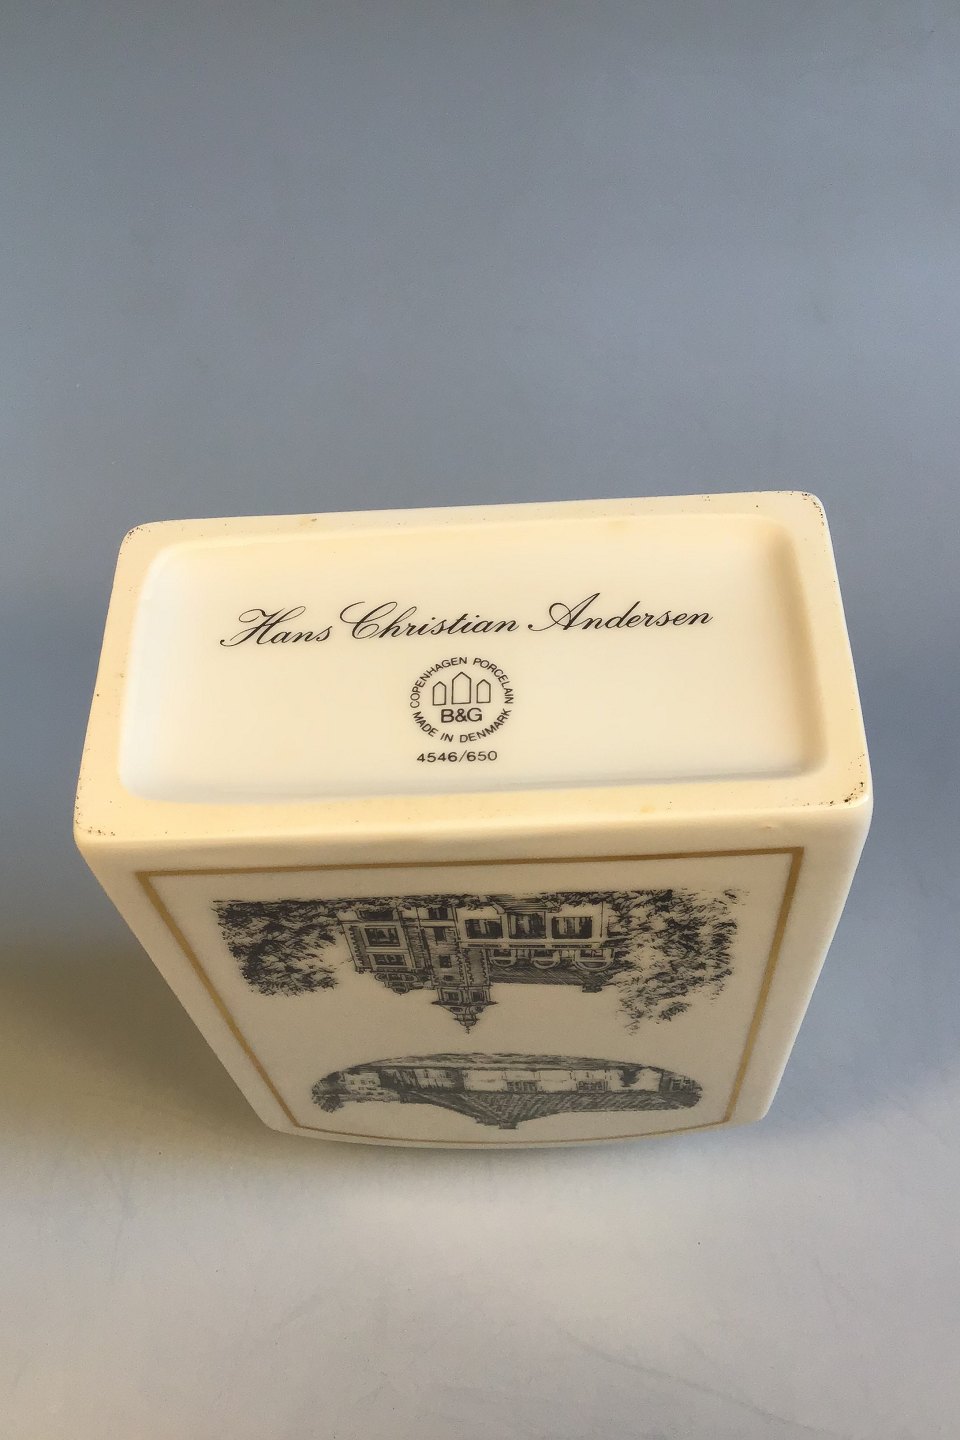 Hans Christian Andersen
COPENHAGEN PORCELAIN
B&G
MADE IN DENMARK
4546/650